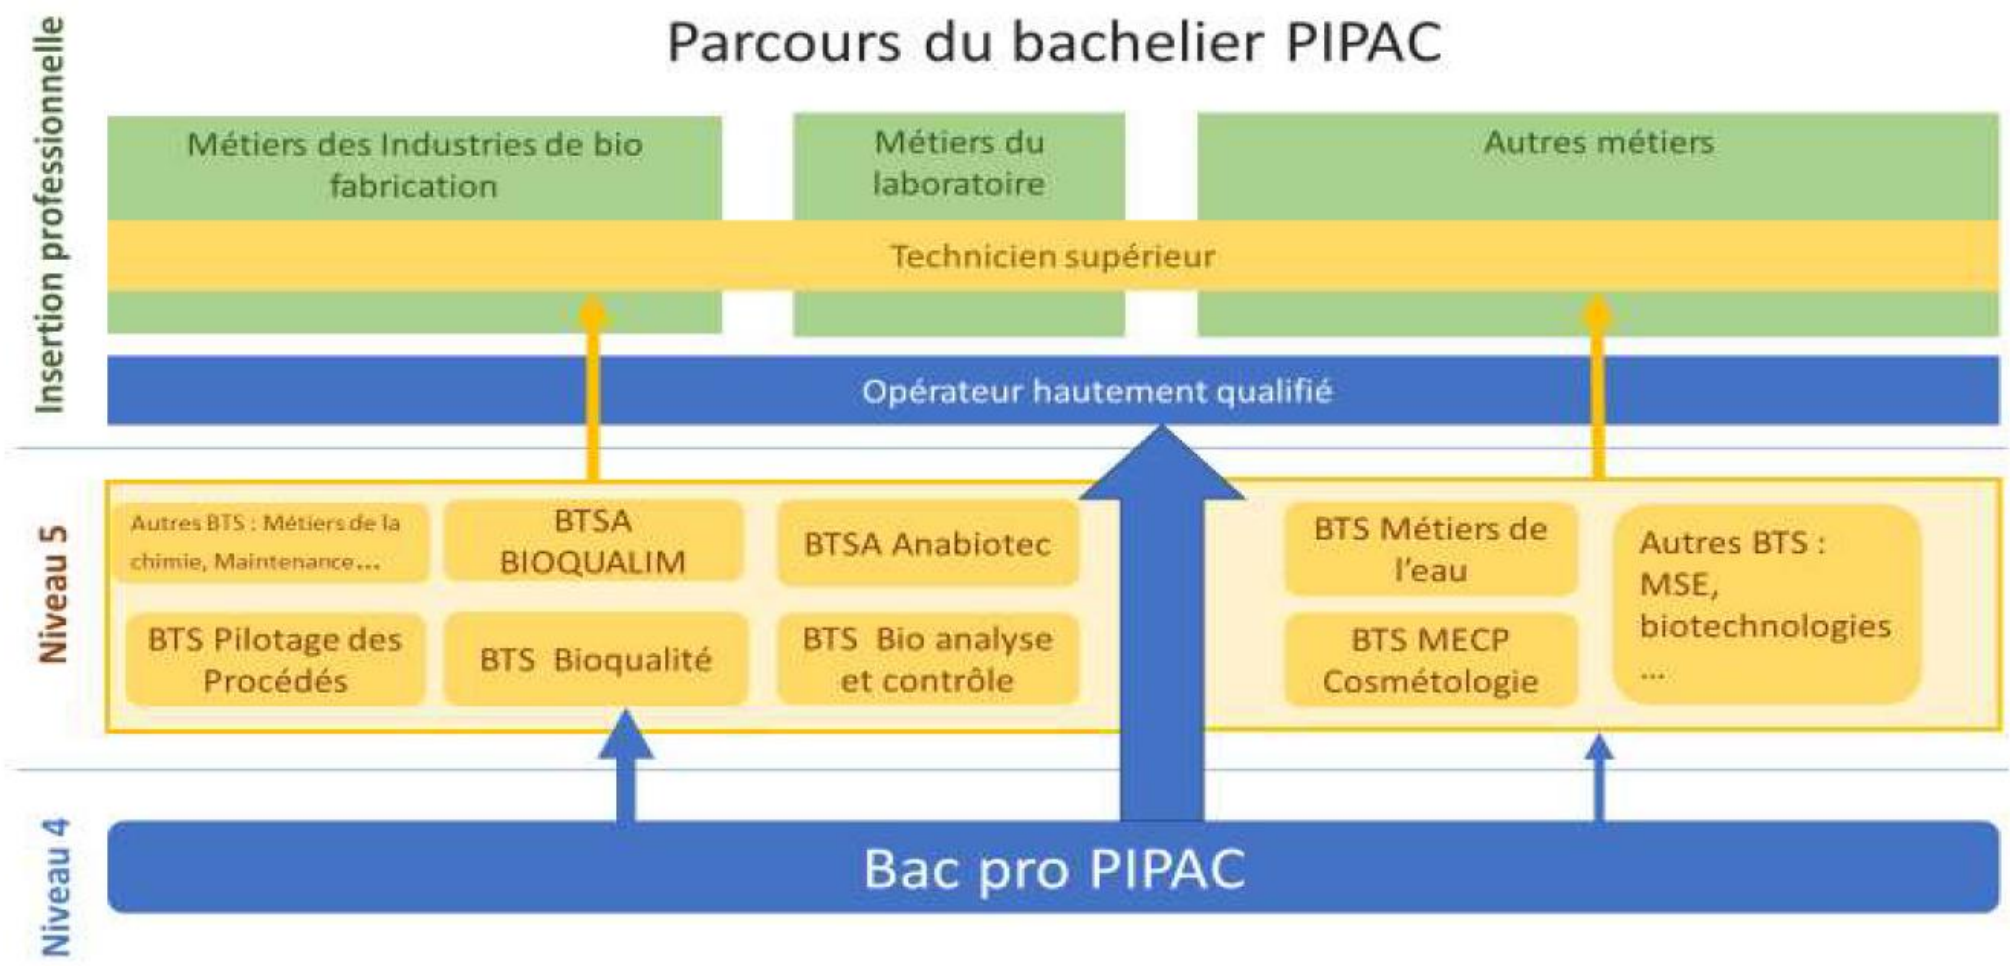 Parcours du bachelier PIPAC
Insertion professionnelle
Métiers des Industries de bio
fabrication
Métiers du
laboratoire
Autres métiers
Technicien supérieur
Opérateur hautement qualifié
Niveau 5
Autres BTS : Métiers de la
chimie, Maintenance...
BTSA
BIOQUALIM
BTSA Anabiotec
BTS Métiers de
l'eau
Autres BTS :
MSE,
biotechnologies
...
BTS Pilotage des
Procédés
BTS Bioqualité
BTS Bio analyse
et contrôle
BTS MECP
Cosmétologie
Niveau 4
Bac pro PIPAC